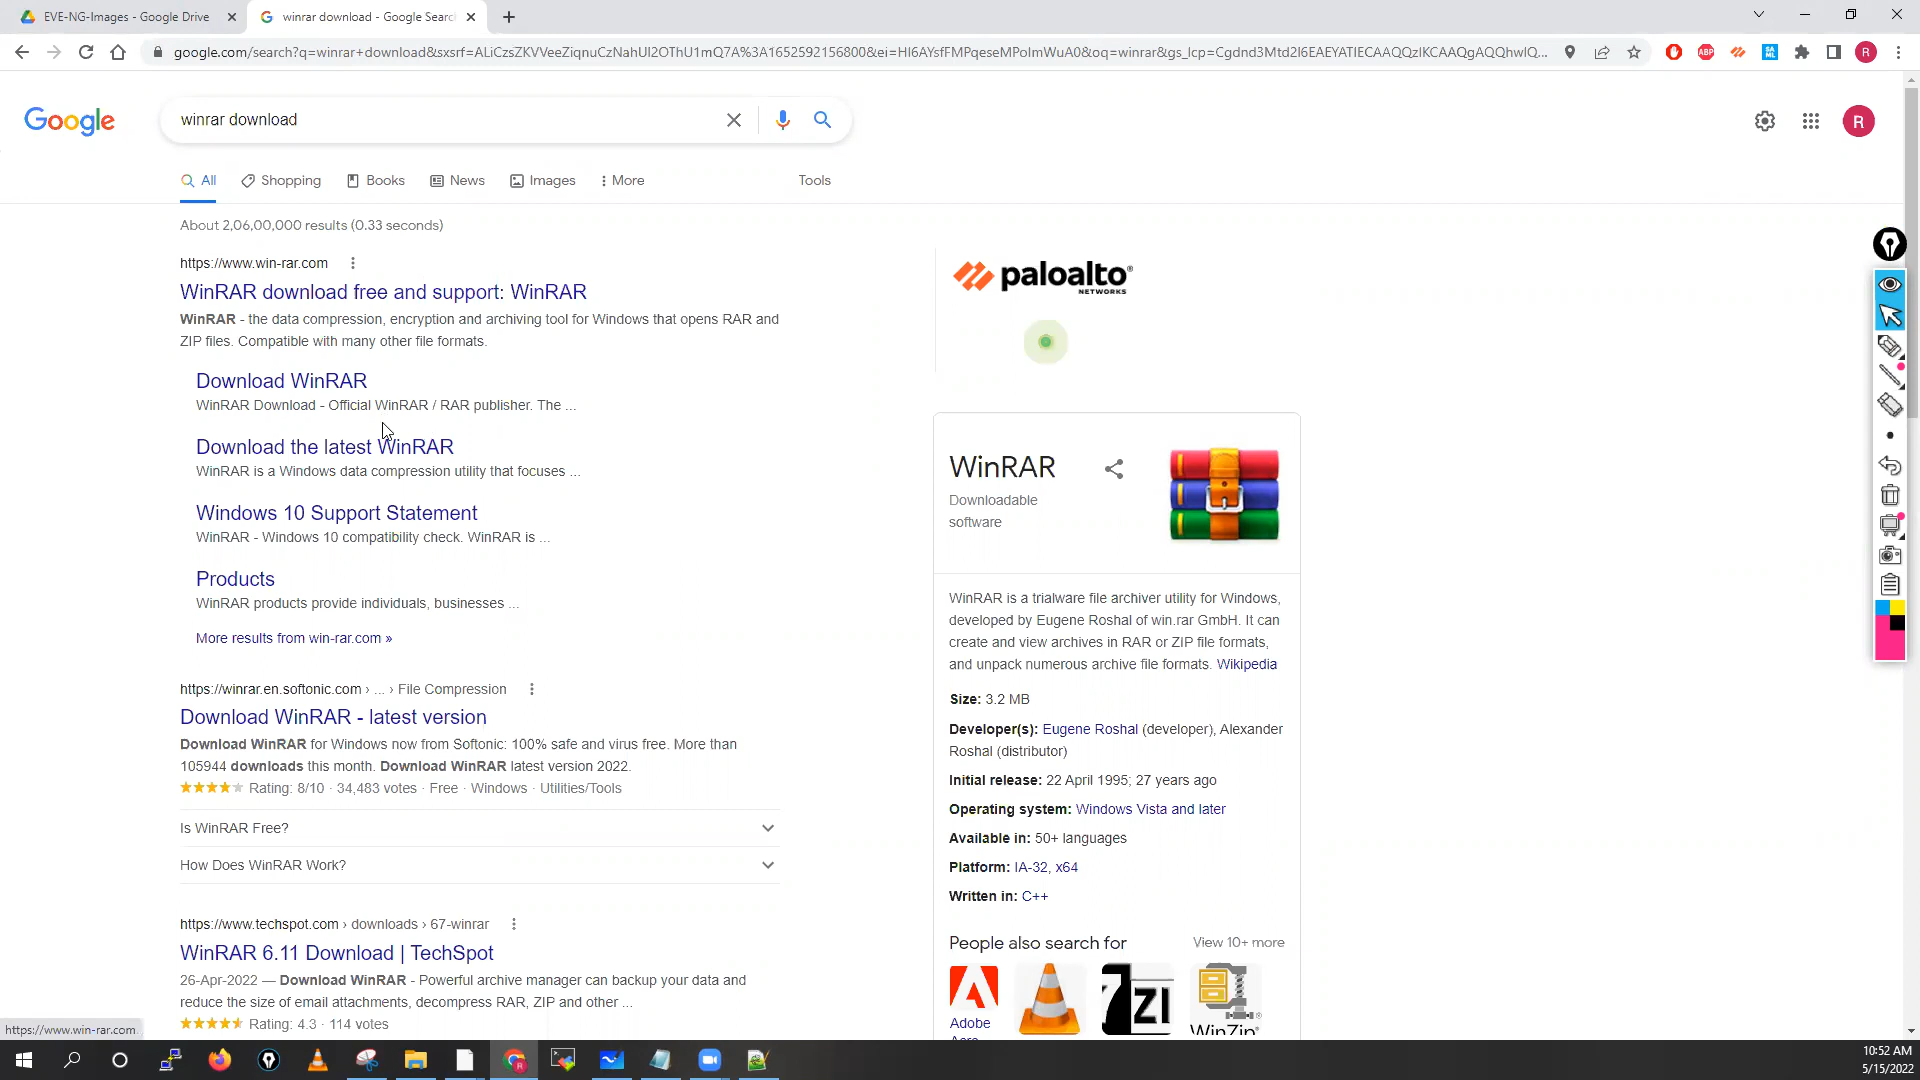 EVE-NG-Images - Google Drive
winrar download - Google Searc
google.com/search?q=winrar+download&sxsrf=ALiCzsZKVVeeZiqnuCzNahUl2OThU1mQ7A%3A1652592156800&ei=HI6AYsfFMPqeseMPolmWuA0&oq=winrar&gs_lcp=Cgdnd3Mtd2l6EAEYATIECAAQQzIKCAAQgAQQhwIQ...
ABP
R
Google
winrar download
R
All
Shopping
Books
News
Images
More
Tools
About 2,06,00,000 results (0.33 seconds)
https://www.win-rar.com
WinRAR download free and support: WinRAR
WinRAR - the data compression, encryption and archiving tool for Windows that opens RAR and
ZIP files. Compatible with many other file formats.
Download WinRAR
WinRAR Download - Official WinRAR / RAR publisher. The ...
Download the latest WinRAR
WinRAR is a Windows data compression utility that focuses ...
Windows 10 Support Statement
WinRAR - Windows 10 compatibility check. WinRAR is ...
Products
WinRAR products provide individuals, businesses ...
More results from win-rar.com »
https://winrar.en.softonic.com › ... › File Compression
Download WinRAR - latest version
Download WinRAR for Windows now from Softonic: 100% safe and virus free. More than
105944 downloads this month. Download WinRAR latest version 2022.
Rating: 8/10 · 34,483 votes · Free · Windows · Utilities/Tools
Is WinRAR Free?
How Does WinRAR Work?
https://www.techspot.com › downloads › 67-winrar
WinRAR 6.11 Download | TechSpot
26-Apr-2022 — Download WinRAR - Powerful archive manager can backup your data and
reduce the size of email attachments, decompress RAR, ZIP and other ...
Rating: 4.3 · 114 votes
https://www.win-rar.com
paloalto
NETWORKS
WinRAR
Downloadable
software
WinRAR is a trialware file archiver utility for Windows,
developed by Eugene Roshal of win.rar GmbH. It can
create and view archives in RAR or ZIP file formats,
and unpack numerous archive file formats. Wikipedia
Size: 3.2 MB
Developer(s): Eugene Roshal (developer), Alexander
Roshal (distributor)
Initial release: 22 April 1995; 27 years ago
Operating system: Windows Vista and later
Available in: 50+ languages
Platform: IA-32, x64
Written in: C++
People also search for
View 10+ more
7ZI
WinZip
Adobe
10:52 AM
5/15/2022